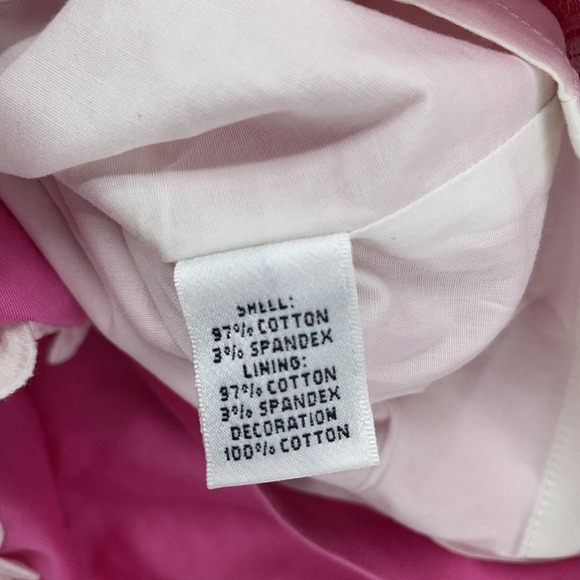 SHELL:
97% COTTON
3% SPANDEX
LINING:
97% COTTON
3% SPANDEX
DECORATION
100% COTTON